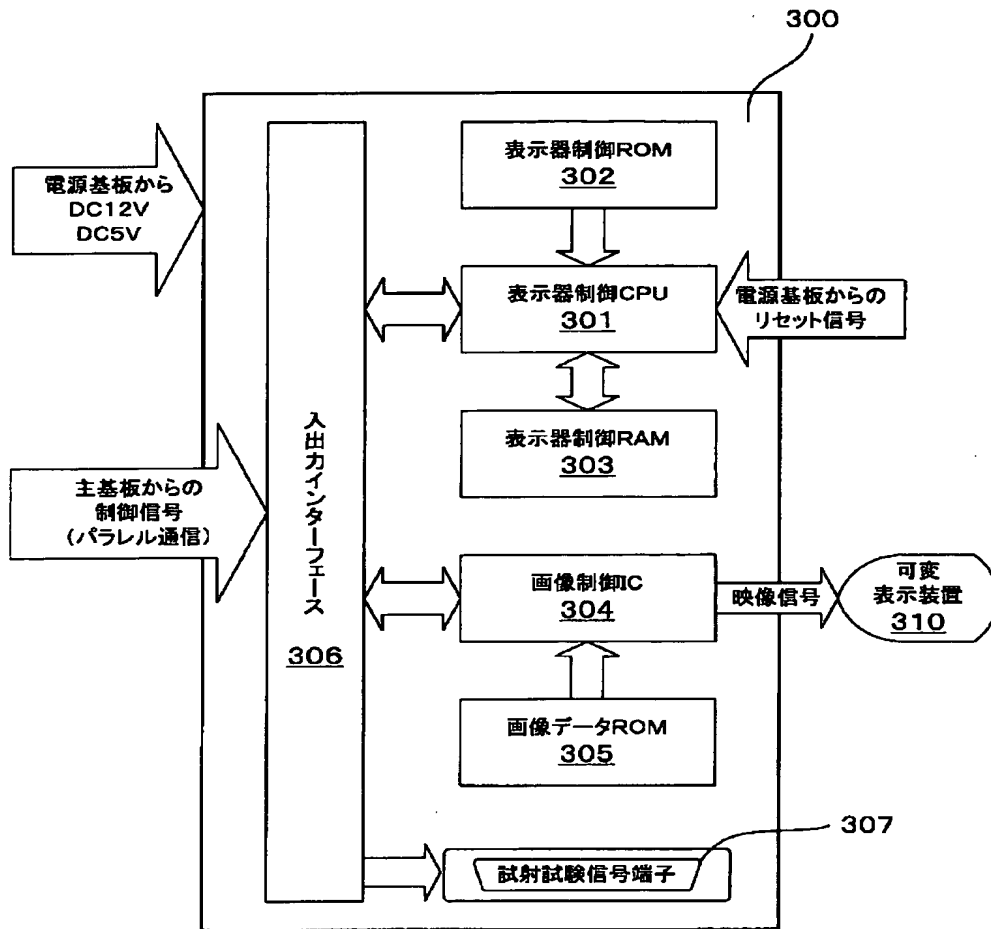 300
表示器制御ROM
302
電源基板から
DC12V
DC5V
表示器制御CPU
301
電源基板からの
リセット信号
表示器制御RAM
303
入出力インターフェース
306
主基板からの
制御信号
(パラレル通信)
画像制御IC
304
映像信号
可変
表示装置
310
画像データROM
305
307
試射試験信号端子